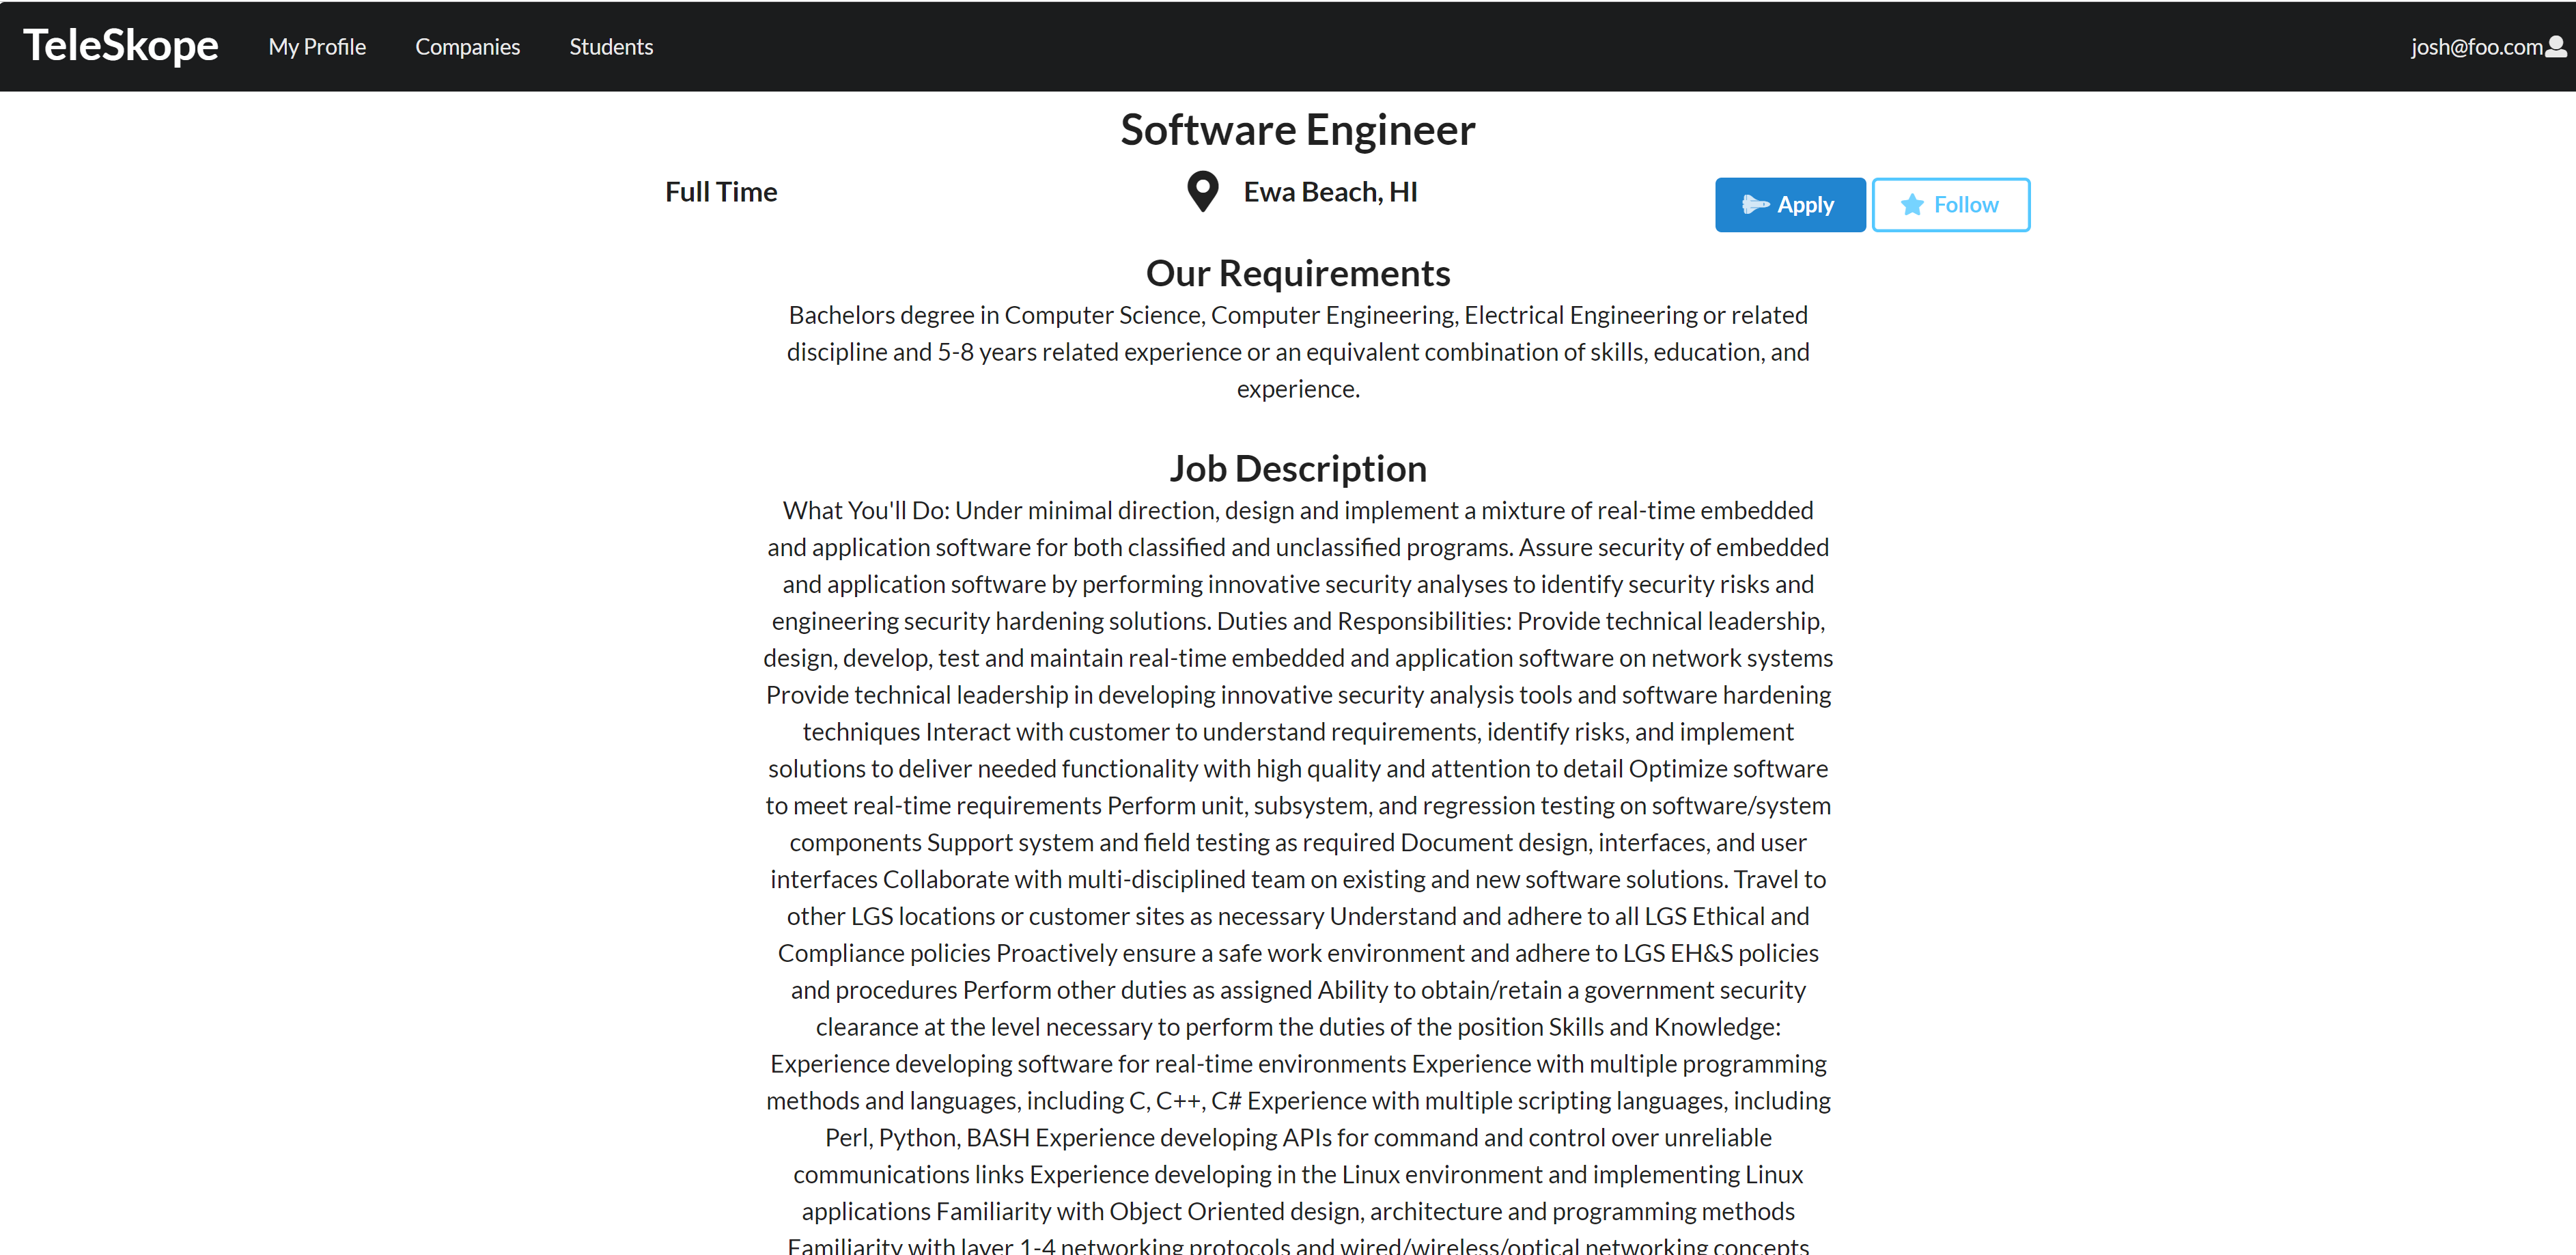 TeleSkope My Profile Companies Students josh@foo.com
Software Engineer
Full Time Ewa Beach, HI Apply Follow
Our Requirements
Bachelors degree in Computer Science, Computer Engineering, Electrical Engineering or related
discipline and 5-8 years related experience or an equivalent combination of skills, education, and
experience.
Job Description
What You'll Do: Under minimal direction, design and implement a mixture of real-time embedded
and application software for both classified and unclassified programs. Assure security of embedded
and application software by performing innovative security analyses to identify security risks and
engineering security hardening solutions. Duties and Responsibilities: Provide technical leadership,
design, develop, test and maintain real-time embedded and application software on network systems
Provide technical leadership in developing innovative security analysis tools and software hardening
techniques Interact with customer to understand requirements, identify risks, and implement
solutions to deliver needed functionality with high quality and attention to detail Optimize software
to meet real-time requirements Perform unit, subsystem, and regression testing on software/system
components Support system and field testing as required Document design, interfaces, and user
interfaces Collaborate with multi-disciplined team on existing and new software solutions. Travel to
other LGS locations or customer sites as necessary Understand and adhere to all LGS Ethical and
Compliance policies Proactively ensure a safe work environment and adhere to LGS EH&S policies
and procedures Perform other duties as assigned Ability to obtain/retain a government security
clearance at the level necessary to perform the duties of the position Skills and Knowledge:
Experience developing software for real-time environments Experience with multiple programming
methods and languages, including C, C++, C# Experience with multiple scripting languages, including
Perl, Python, BASH Experience developing APIs for command and control over unreliable
communications links Experience developing in the Linux environment and implementing Linux
applications Familiarity with Object Oriented design, architecture and programming methods
Familiarity with layer 1-4 networking protocols and wired/wireless/optical networking concepts